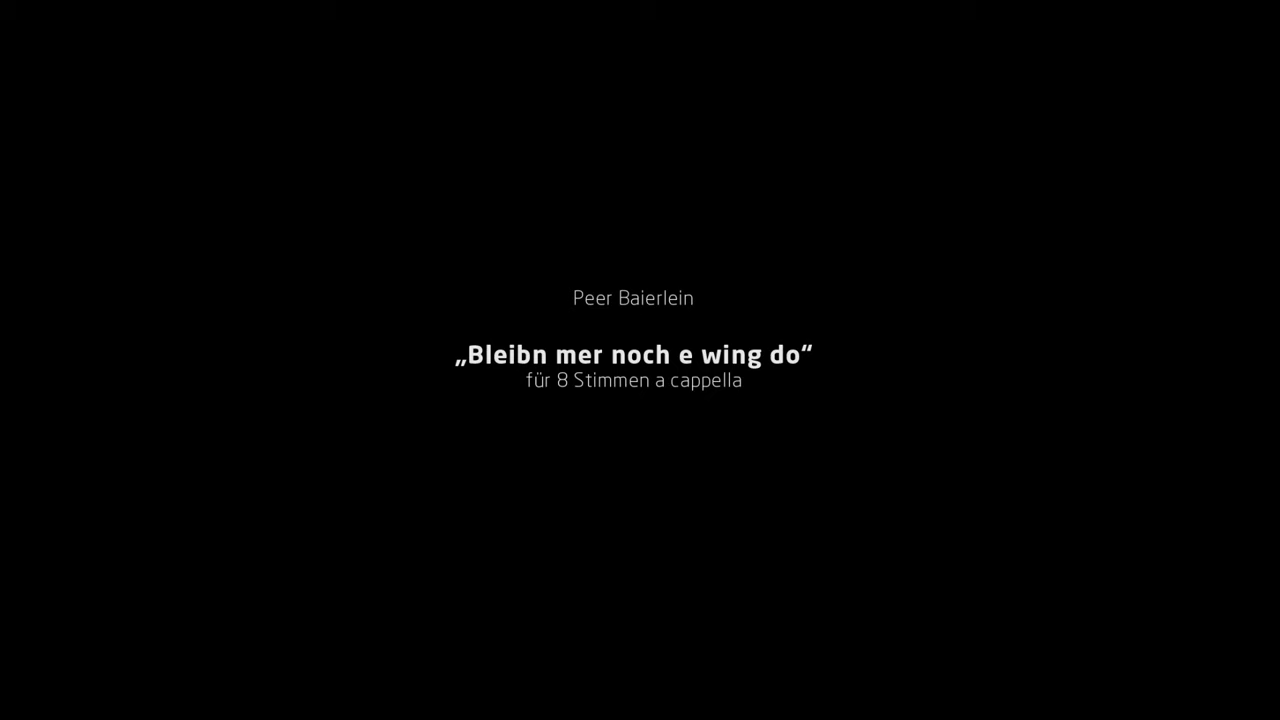 Peer Baierlein
„Bleibn mer noch e wing do“
für 8 Stimmen a cappella